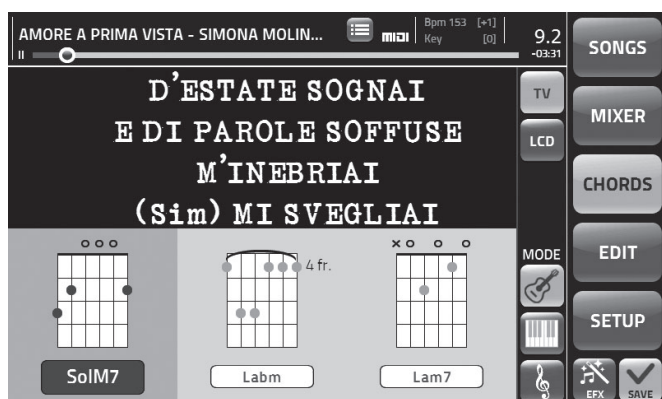 AMORE A PRIMA VISTA - SIMONA MOLIN...
MIDI
Bpm 153 [+1]
Key [0]
9.2
-03:31
SONGS
D'ESTATE SOGNAI
E DI PAROLE SOFFUSE
M'INEBRIAI
(Sim) MI SVEGLIAI
TV
LCD
MIXER
CHORDS
x o o o
o o o
4 fr.
MODE
EDIT
SETUP
SolM7
Labm
Lam7
EFX
SAVE